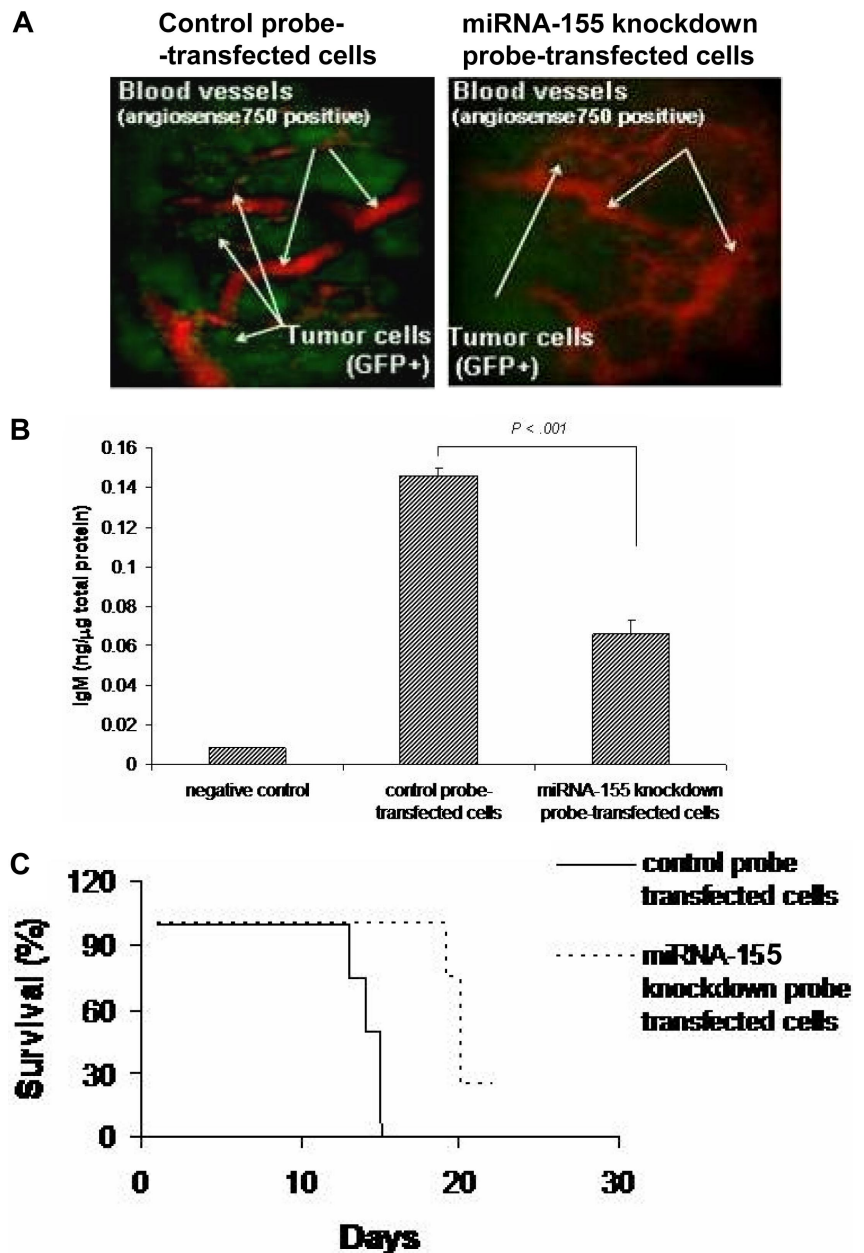 A
Control probe-
-transfected cells
miRNA-155 knockdown
probe-transfected cells
Blood vessels
(angiosense750 positive)
Tumor cells
(GFP+)
Blood vessels
(angiosense750 positive)
Tumor cells
(GFP+)
B
P < .001
IgM (ng/µg total protein)
0.16
0.14
0.12
0.1
0.08
0.06
0.04
0.02
0
negative control
control probe-
transfected cells
miRNA-155 knockdown
probe-transfected cells
C
control probe
transfected cells
miRNA-155
knockdown probe
transfected cells
Survival (%)
120
90
60
30
0
0 10 20 30
Days